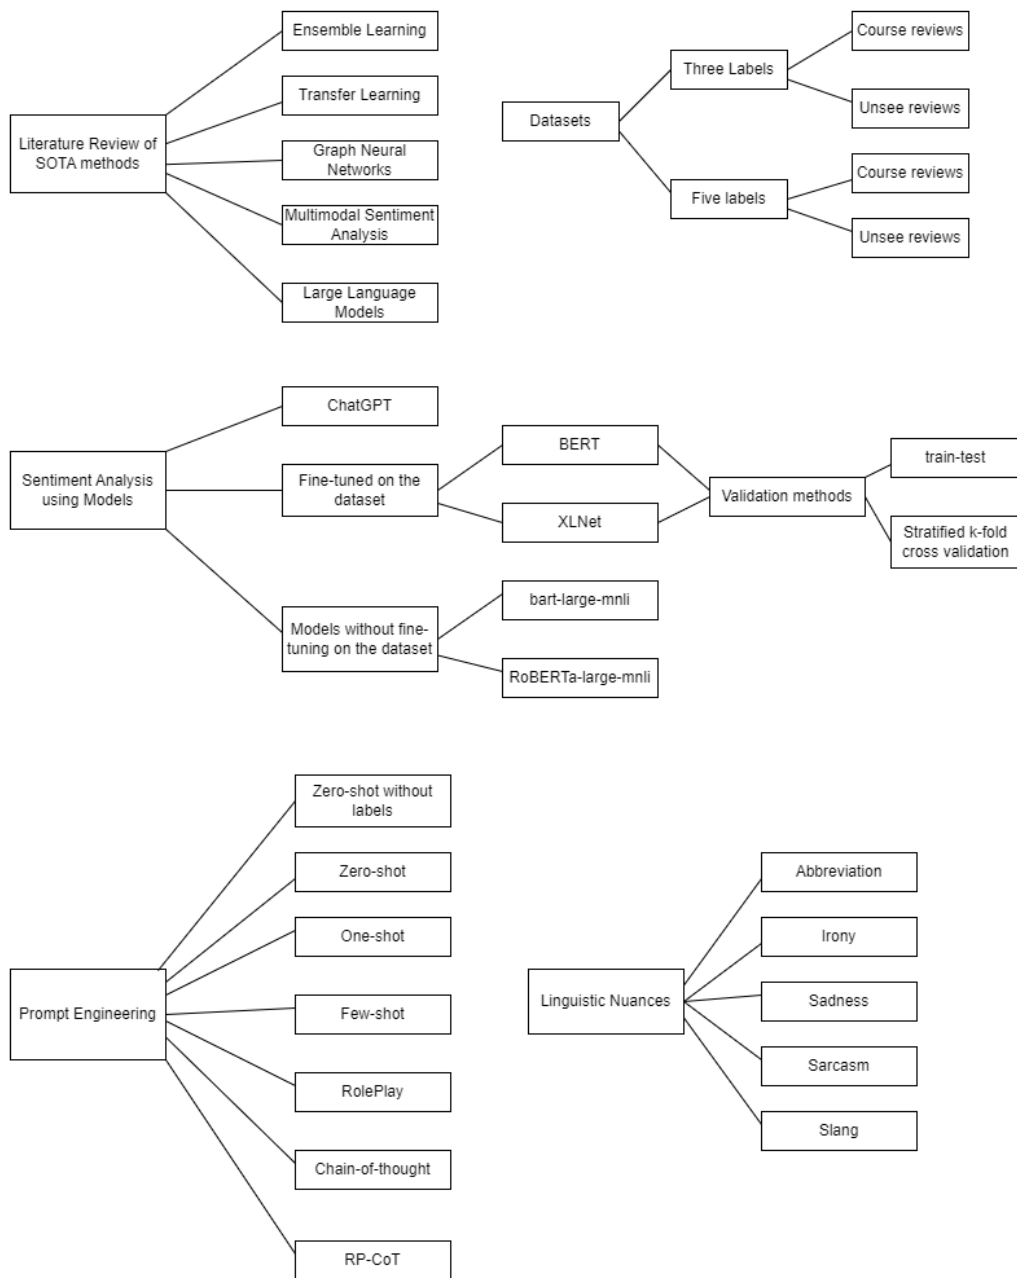 Literature Review of
SOTA methods
Ensemble Learning
Transfer Learning
Graph Neural
Networks
Multimodal Sentiment
Analysis
Large Language
Models
Datasets
Three Labels
Course reviews
Unsee reviews
Five labels
Course reviews
Unsee reviews
Sentiment Analysis
using Models
ChatGPT
Fine-tuned on the
dataset
BERT
XLNet
Validation methods
train-test
Stratified k-fold
cross validation
Models without fine-
tuning on the dataset
bart-large-mnli
RoBERTa-large-mnli
Prompt Engineering
Zero-shot without
labels
Zero-shot
One-shot
Few-shot
RolePlay
Chain-of-thought
RP-CoT
Linguistic Nuances
Abbreviation
Irony
Sadness
Sarcasm
Slang